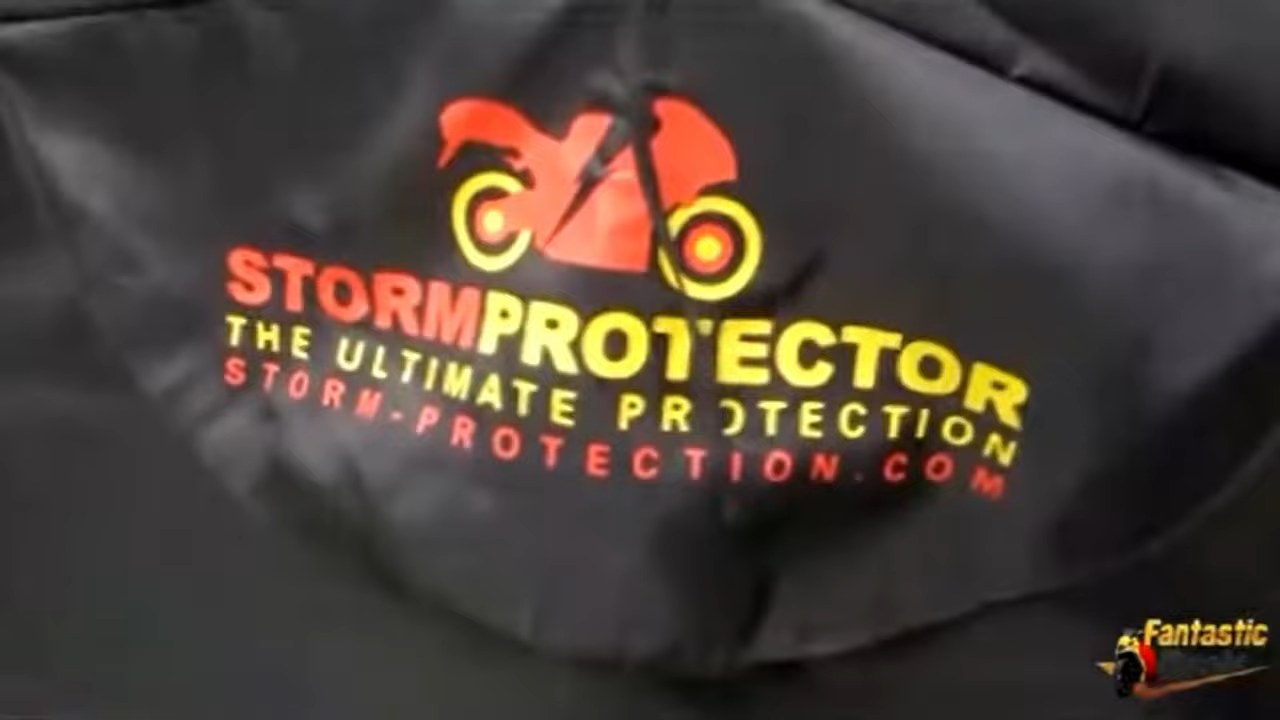 STORMPROTECTOR
THE ULTIMATE PROTECTION
STORM-PROTECTION.COM
Fantastic